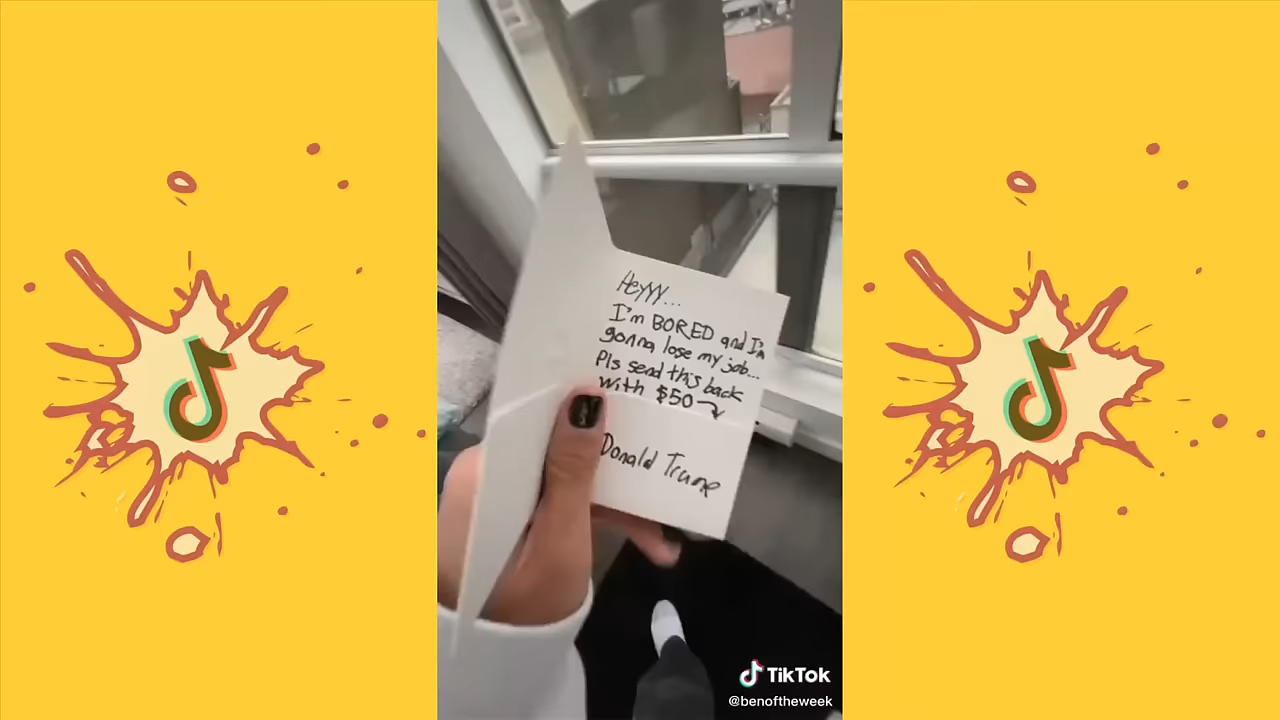 Heyyy...
I'm BORED and I'm
gonna lose my job...
Pls send this back
with $50
Donald Trump
TikTok
@benoftheweek